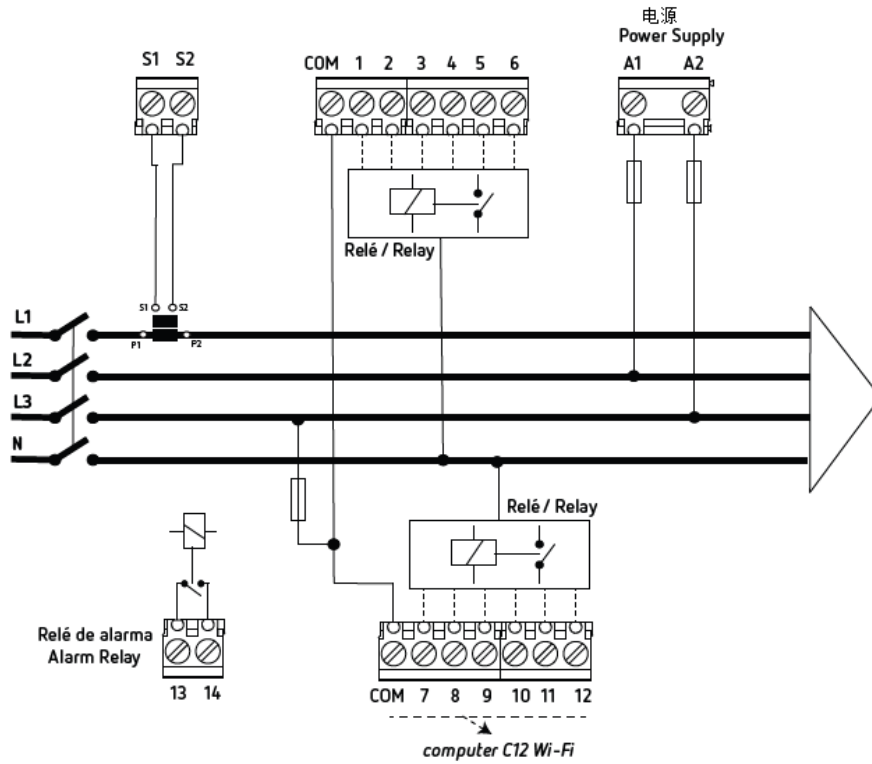 电源
Power Supply
S1 S2
COM 1 2 3 4 5 6
A1 A2
Relé / Relay
S1 S2
L1
P1 P2
L2
L3
N
Relé / Relay
Relé de alarma
Alarm Relay
13 14
COM 7 8 9 10 11 12
computer C12 Wi-Fi